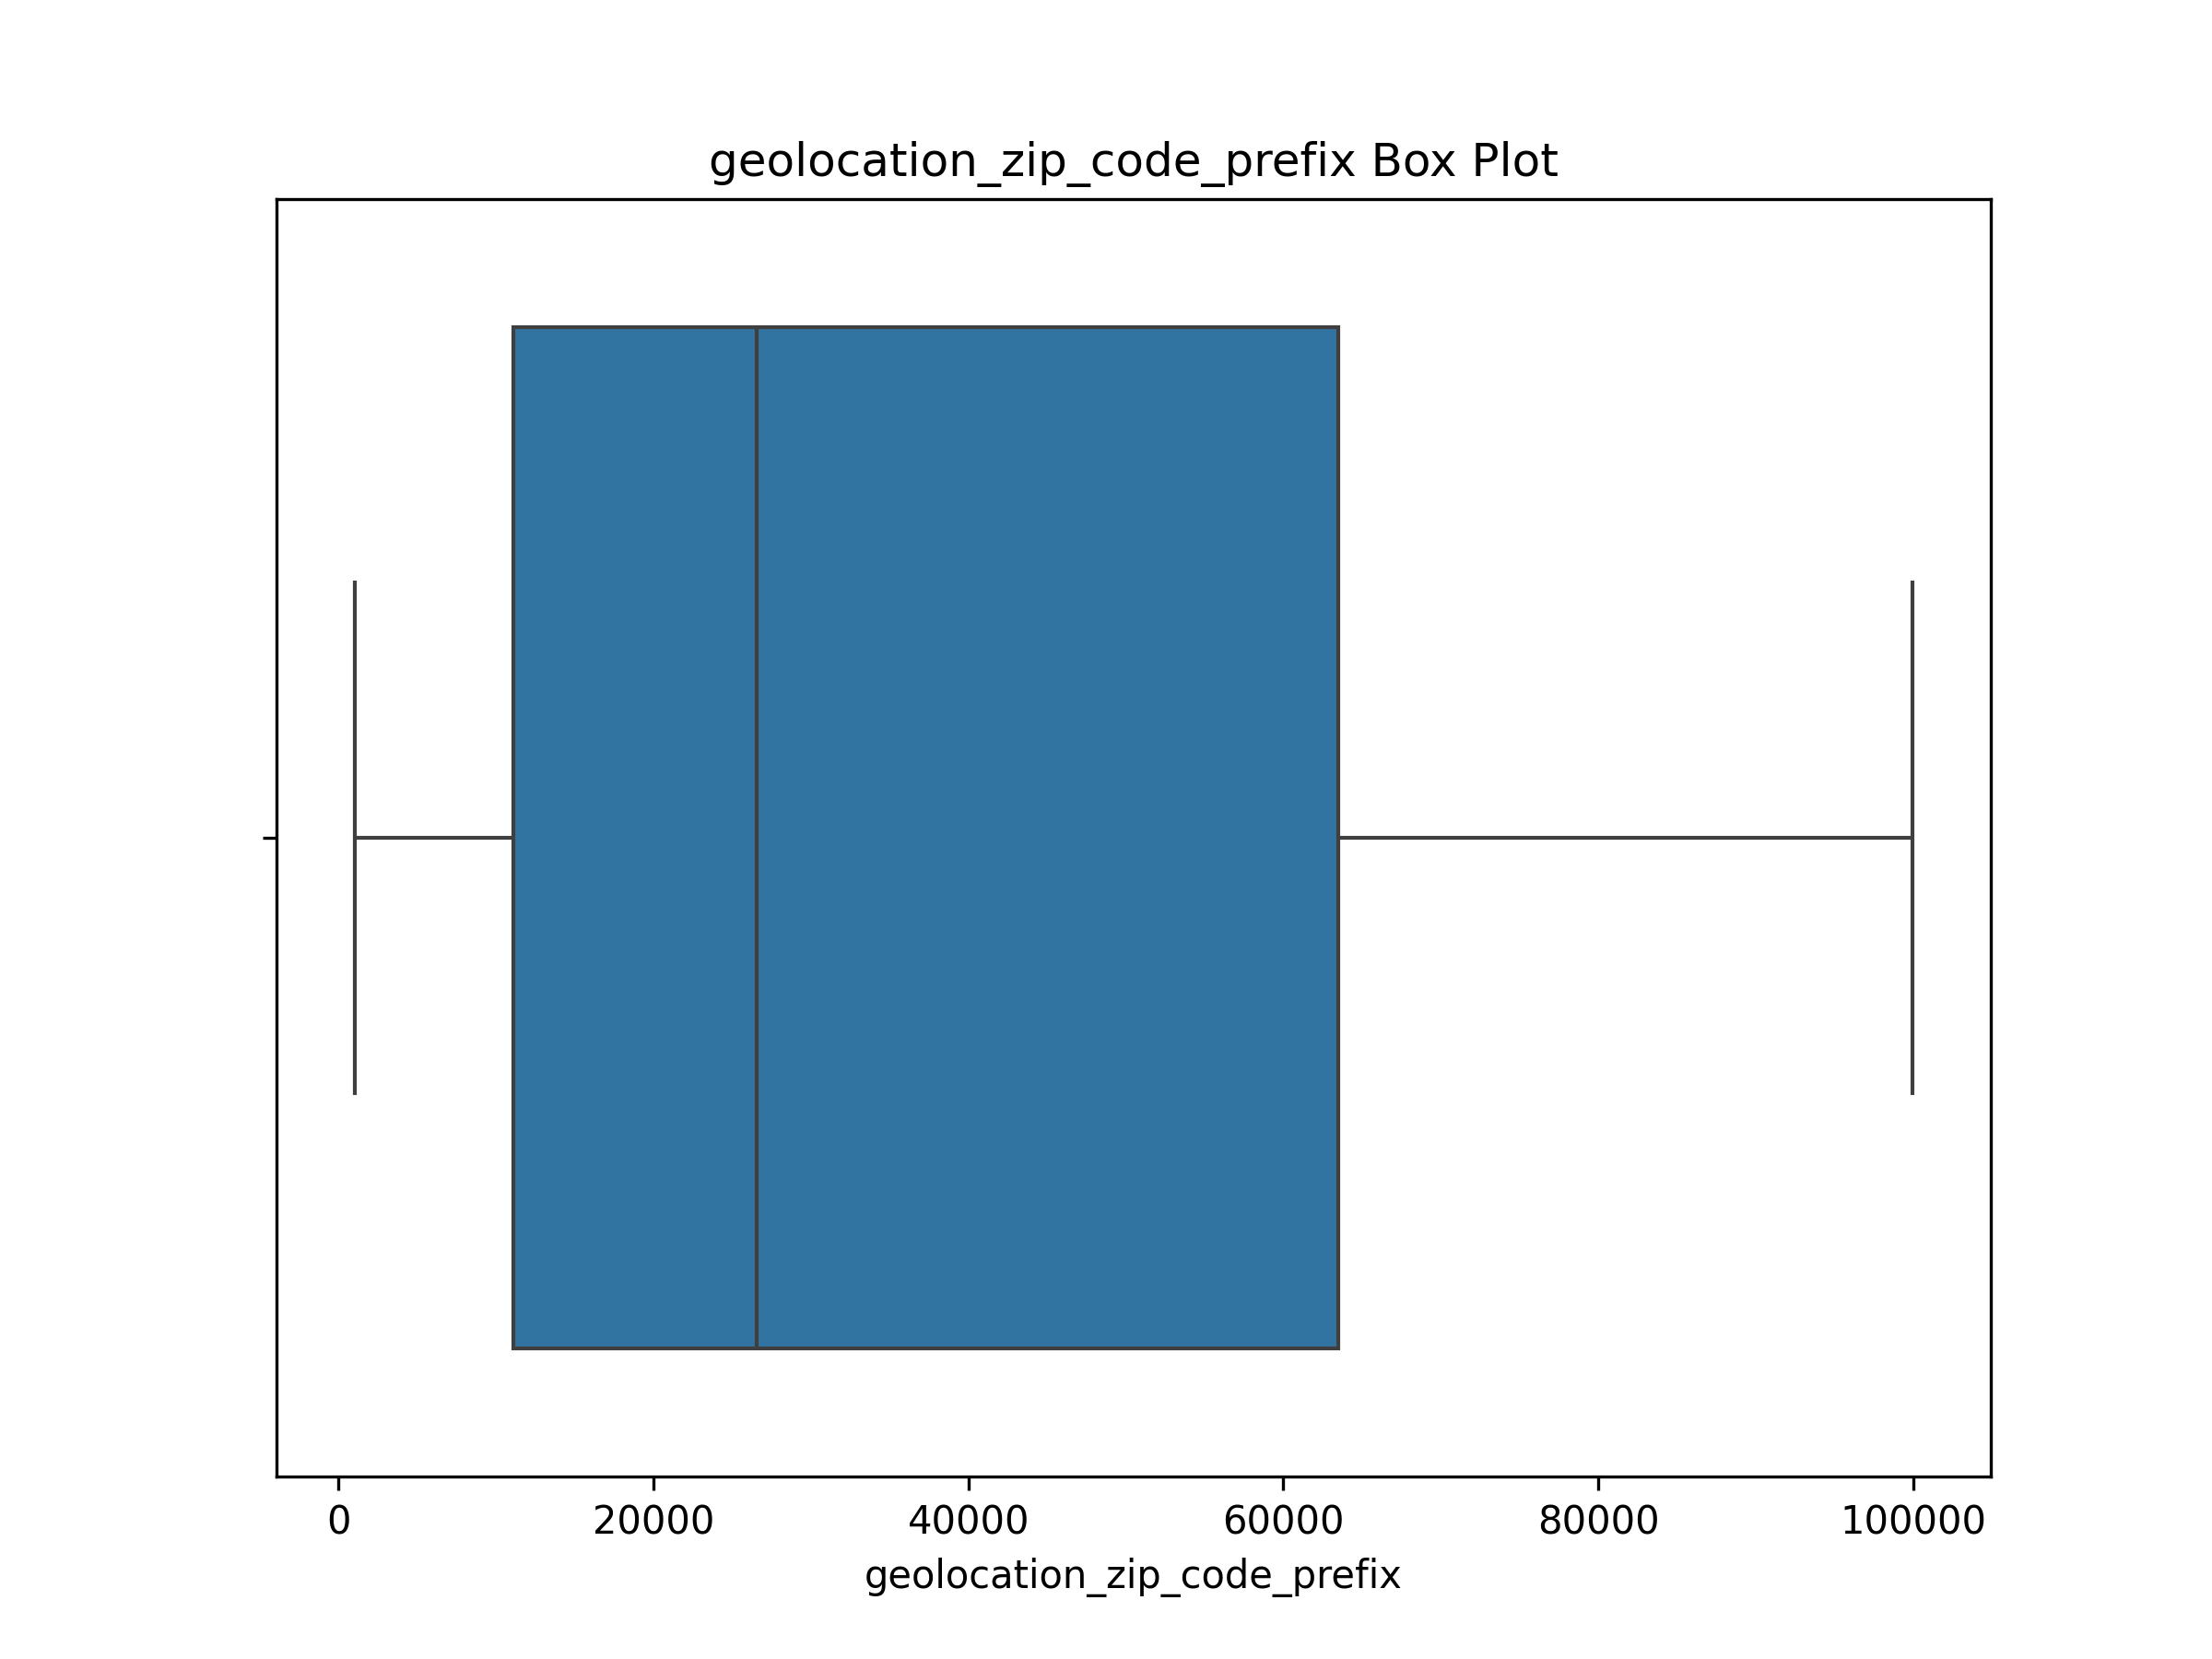 geolocation_zip_code_prefix Box Plot
0 20000 40000 60000 80000 100000
geolocation_zip_code_prefix